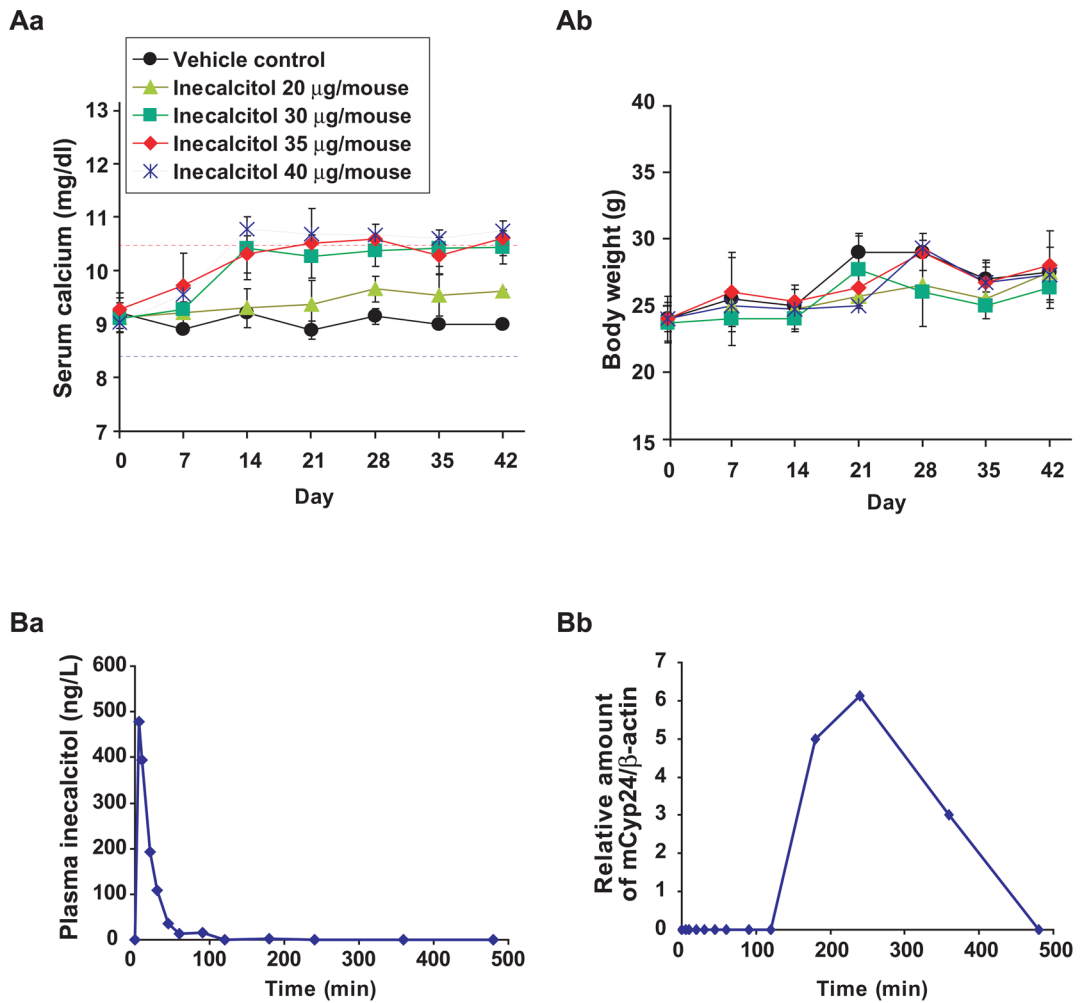 Aa
Vehicle control
Inecalcitol 20 μg/mouse
Inecalcitol 30 μg/mouse
Inecalcitol 35 μg/mouse
Inecalcitol 40 μg/mouse
Serum calcium (mg/dl)
13
12
11
10
9
8
7
0 7 14 21 28 35 42
Day
Ab
Body weight (g)
40
35
30
25
20
15
0 7 14 21 28 35 42
Day
Ba
Plasma inecalcitol (ng/L)
600
500
400
300
200
100
0
0 100 200 300 400 500
Time (min)
Bb
Relative amount
of mCyp24/β-actin
7
6
5
4
3
2
1
0
0 100 200 300 400 500
Time (min)